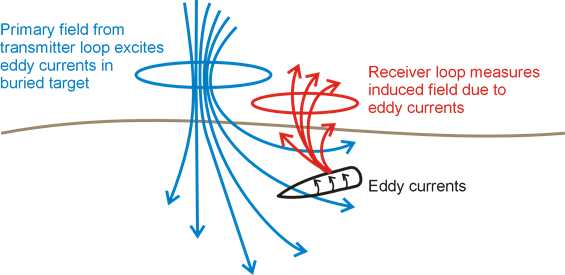 Primary field from
transmitter loop excites
eddy currents in
buried target
Receiver loop measures
induced field due to
eddy currents
Eddy currents